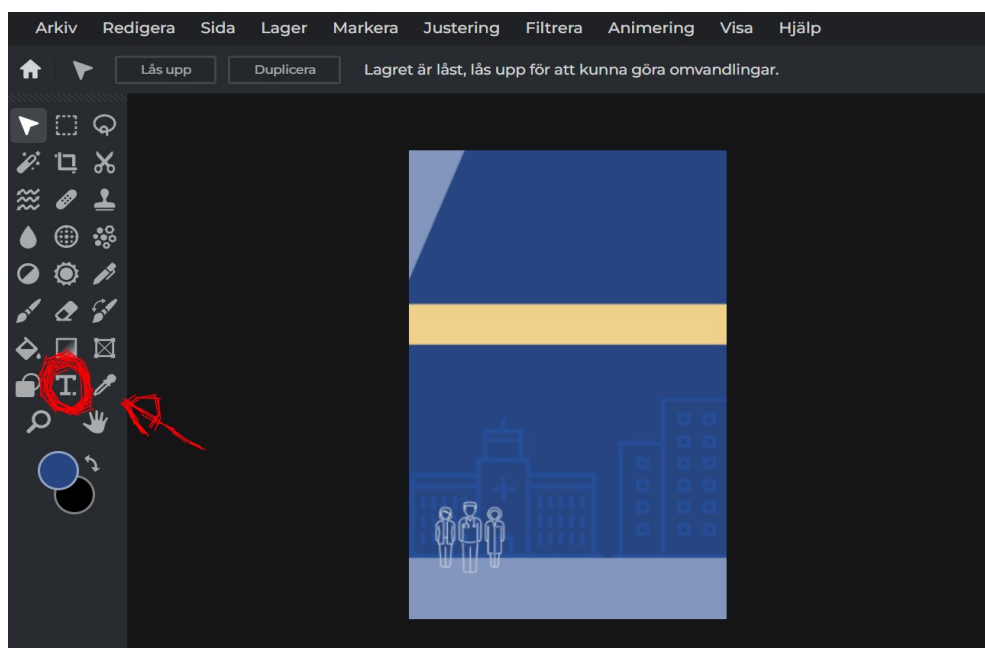 Arkiv Redigera Sida Lager Markera Justering Filtrera Animering Visa Hjälp
Lås upp Duplicera Lagret är låst, lås upp för att kunna göra omvandlingar.
T.